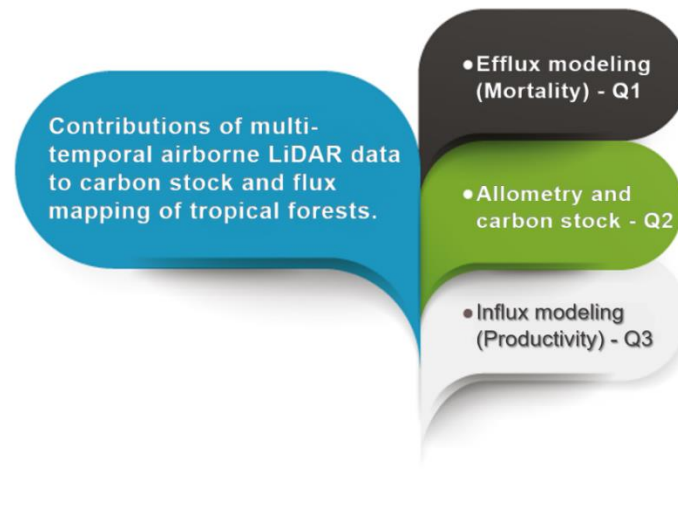 Contributions of multi-
temporal airborne LiDAR data
to carbon stock and flux
mapping of tropical forests.
●Efflux modeling
(Mortality) - Q1
●Allometry and
carbon stock - Q2
●Influx modeling
(Productivity) - Q3